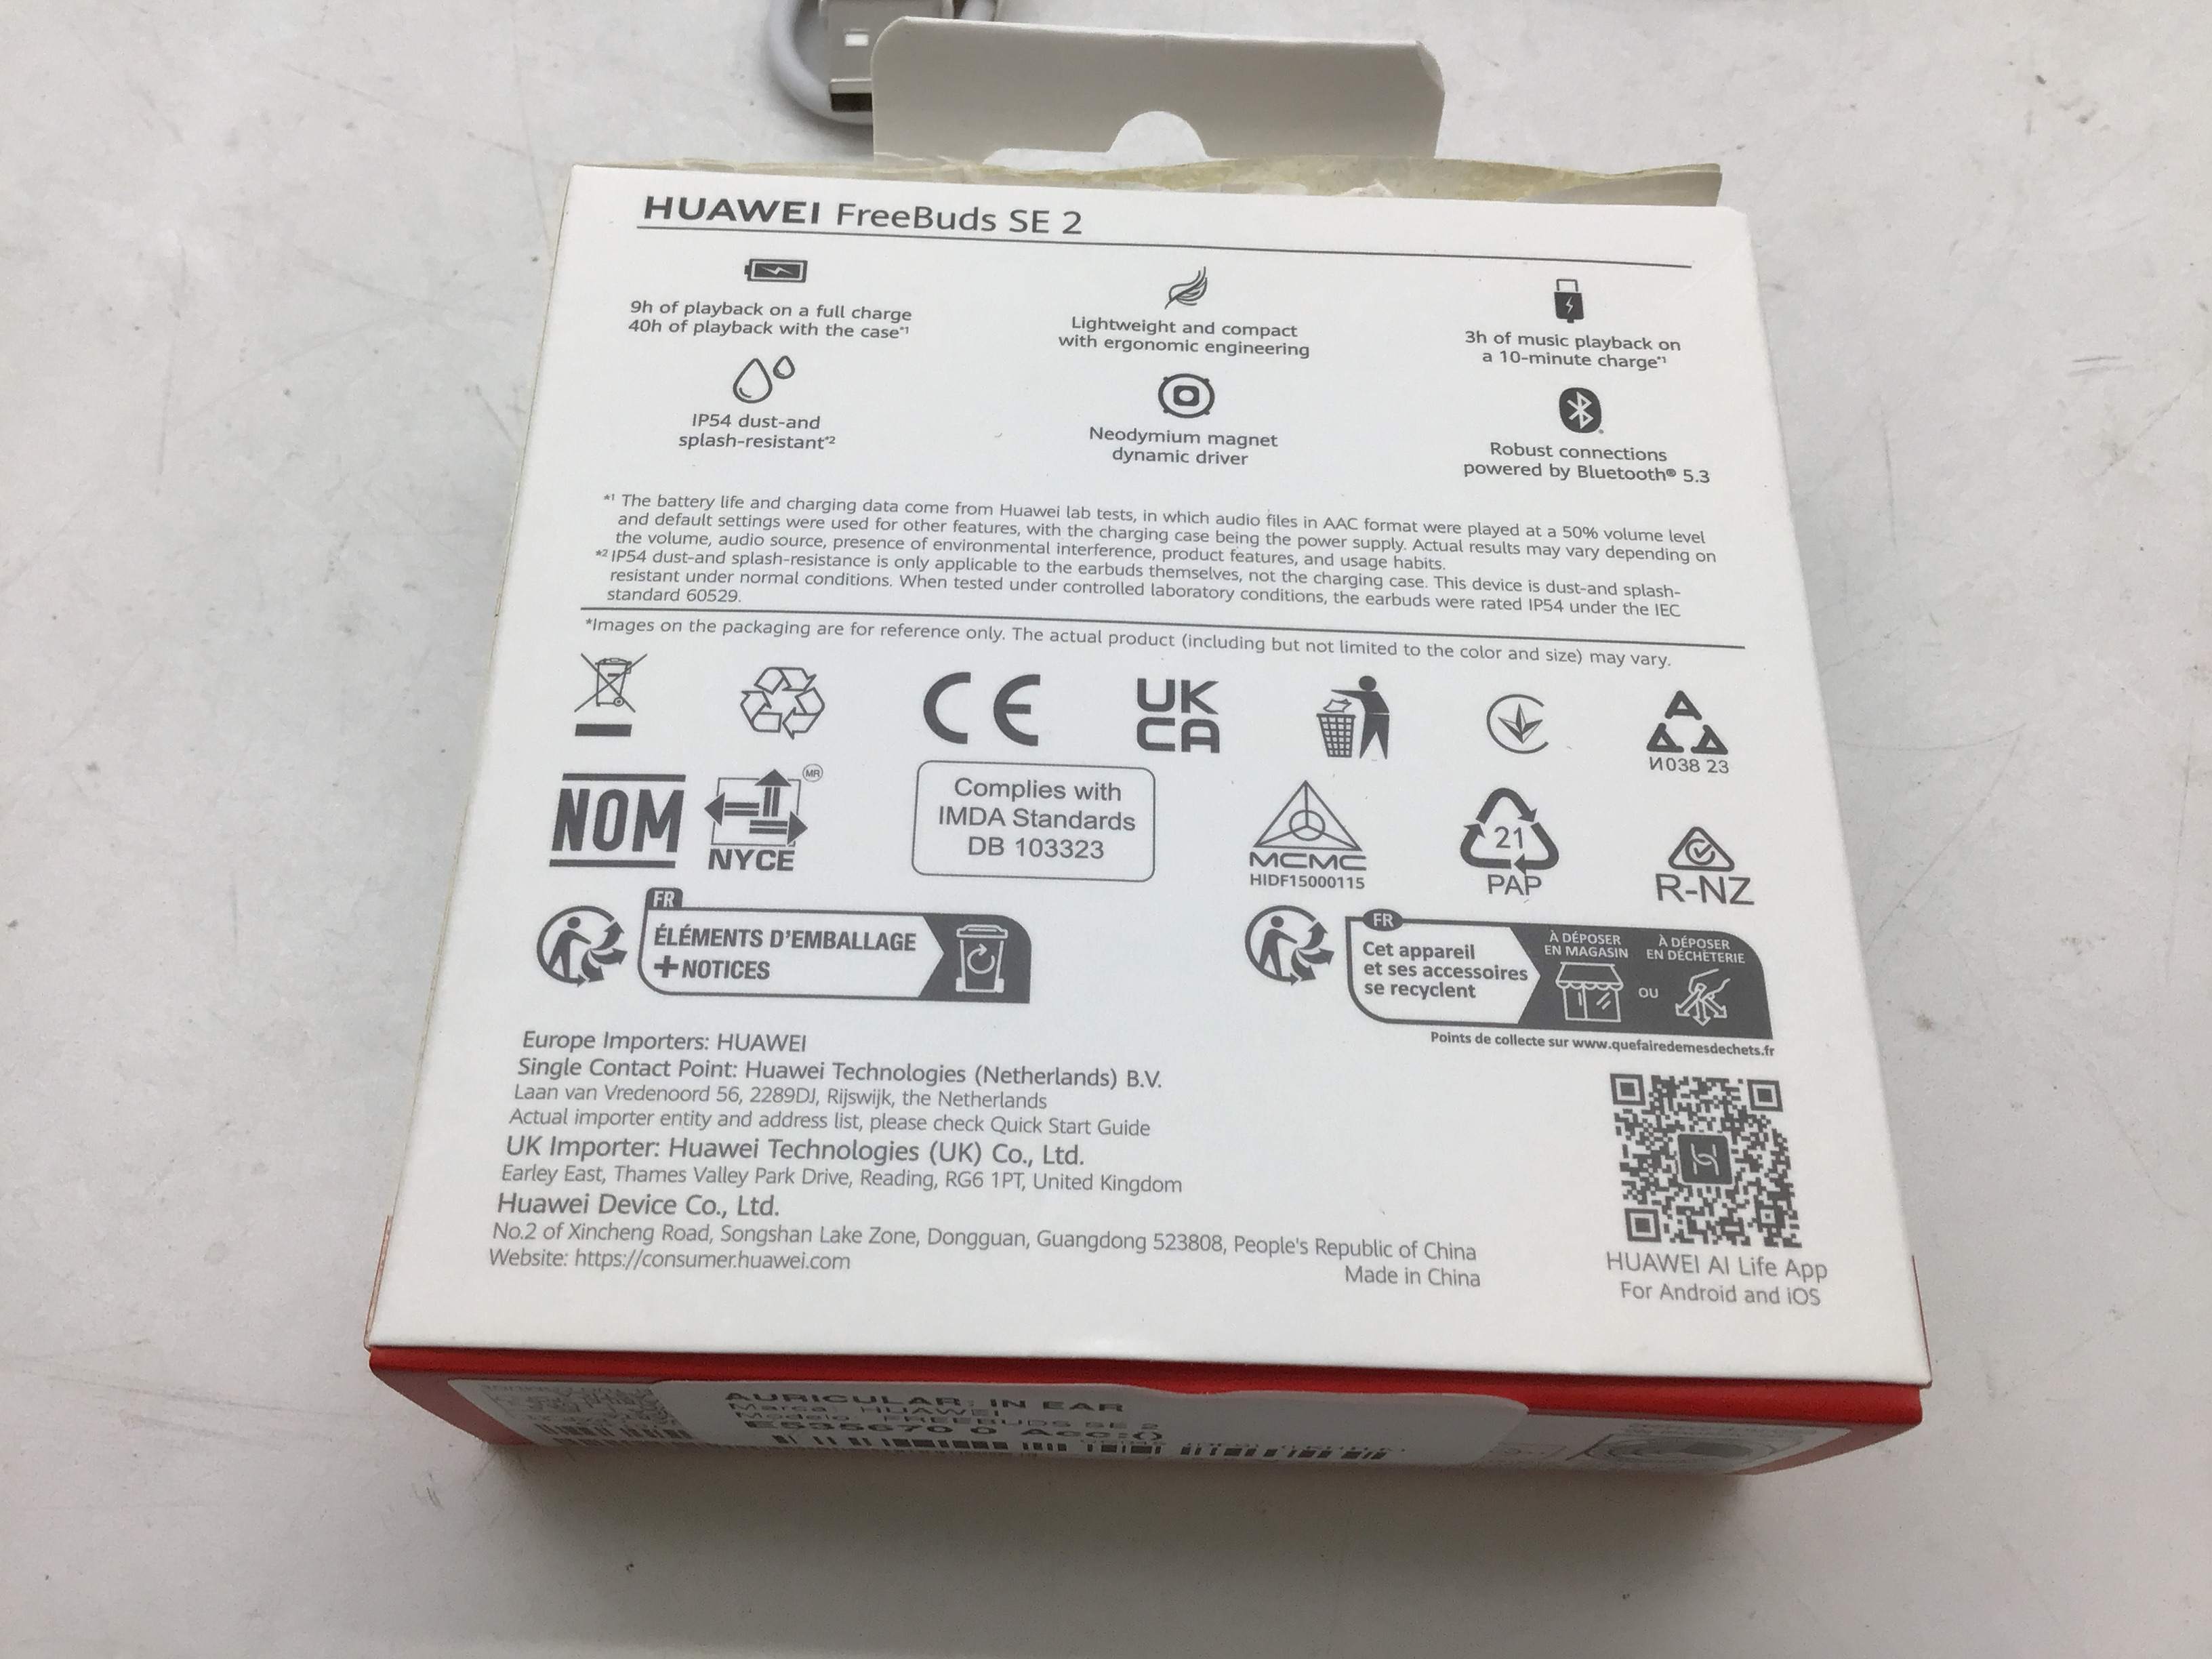 HUAWEI FreeBuds SE 2
9h of playback on a full charge
40h of playback with the case*1
Lightweight and compact
with ergonomic engineering
3h of music playback on
a 10-minute charge*1
IP54 dust-and
splash-resistant*2
Neodymium magnet
dynamic driver
Robust connections
powered by Bluetooth® 5.3
*1 The battery life and charging data come from Huawei lab tests, in which audio files in AAC format were played at a 50% volume level
and default settings were used for other features, with the charging case being the power supply. Actual results may vary depending on
the volume, audio source, presence of environmental interference, product features, and usage habits.
*2 IP54 dust-and splash-resistance is only applicable to the earbuds themselves, not the charging case. This device is dust-and splash-
resistant under normal conditions. When tested under controlled laboratory conditions, the earbuds were rated IP54 under the IEC
standard 60529.
*Images on the packaging are for reference only. The actual product (including but not limited to the color and size) may vary.
CE
UK
CA
И038 23
NOM
MR
NYCE
Complies with
IMDA Standards
DB 103323
MCMC
HIDF15000115
21
PAP
R-NZ
FR
ÉLÉMENTS D'EMBALLAGE
+NOTICES
FR
Cet appareil
et ses accessoires
se recyclent
À DÉPOSER
EN MAGASIN
OU
À DÉPOSER
EN DÉCHÈTERIE
Points de collecte sur www.quefairedemesdechets.fr
Europe Importers: HUAWEI
Single Contact Point: Huawei Technologies (Netherlands) B.V.
Laan van Vredenoord 56, 2289DJ, Rijswijk, the Netherlands
Actual importer entity and address list, please check Quick Start Guide
UK Importer: Huawei Technologies (UK) Co., Ltd.
Earley East, Thames Valley Park Drive, Reading, RG6 1PT, United Kingdom
Huawei Device Co., Ltd.
No.2 of Xincheng Road, Songshan Lake Zone, Dongguan, Guangdong 523808, People's Republic of China
Website: https://consumer.huawei.com
Made in China
HUAWEI AI Life App
For Android and iOS
AURICULAR: IN EAR
Marca: HUAWEI
Modelo: FREEBUDS SE 2
E535670 0 Acc:()